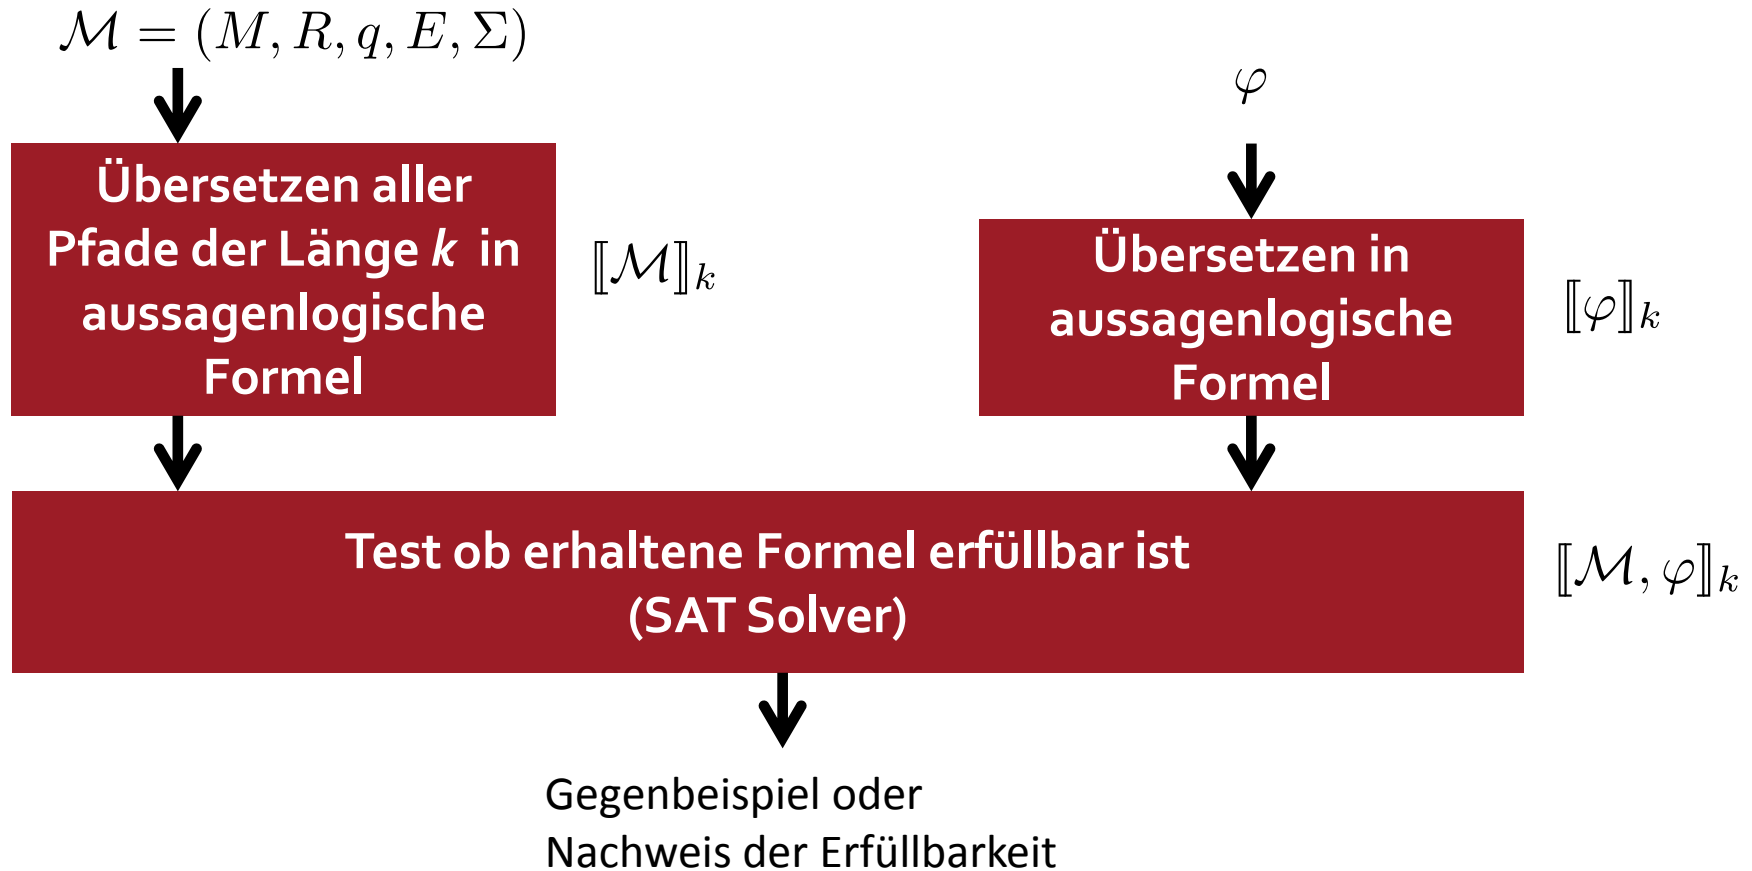 ℳ = (M, R, q, E, Σ)
φ
Übersetzen aller
Pfade der Länge k in
aussagenlogische
Formel
⟦ℳ⟧ₖ
Übersetzen in
aussagenlogische
Formel
⟦φ⟧ₖ
Test ob erhaltene Formel erfüllbar ist
(SAT Solver)
⟦ℳ, φ⟧ₖ
Gegenbeispiel oder
Nachweis der Erfüllbarkeit